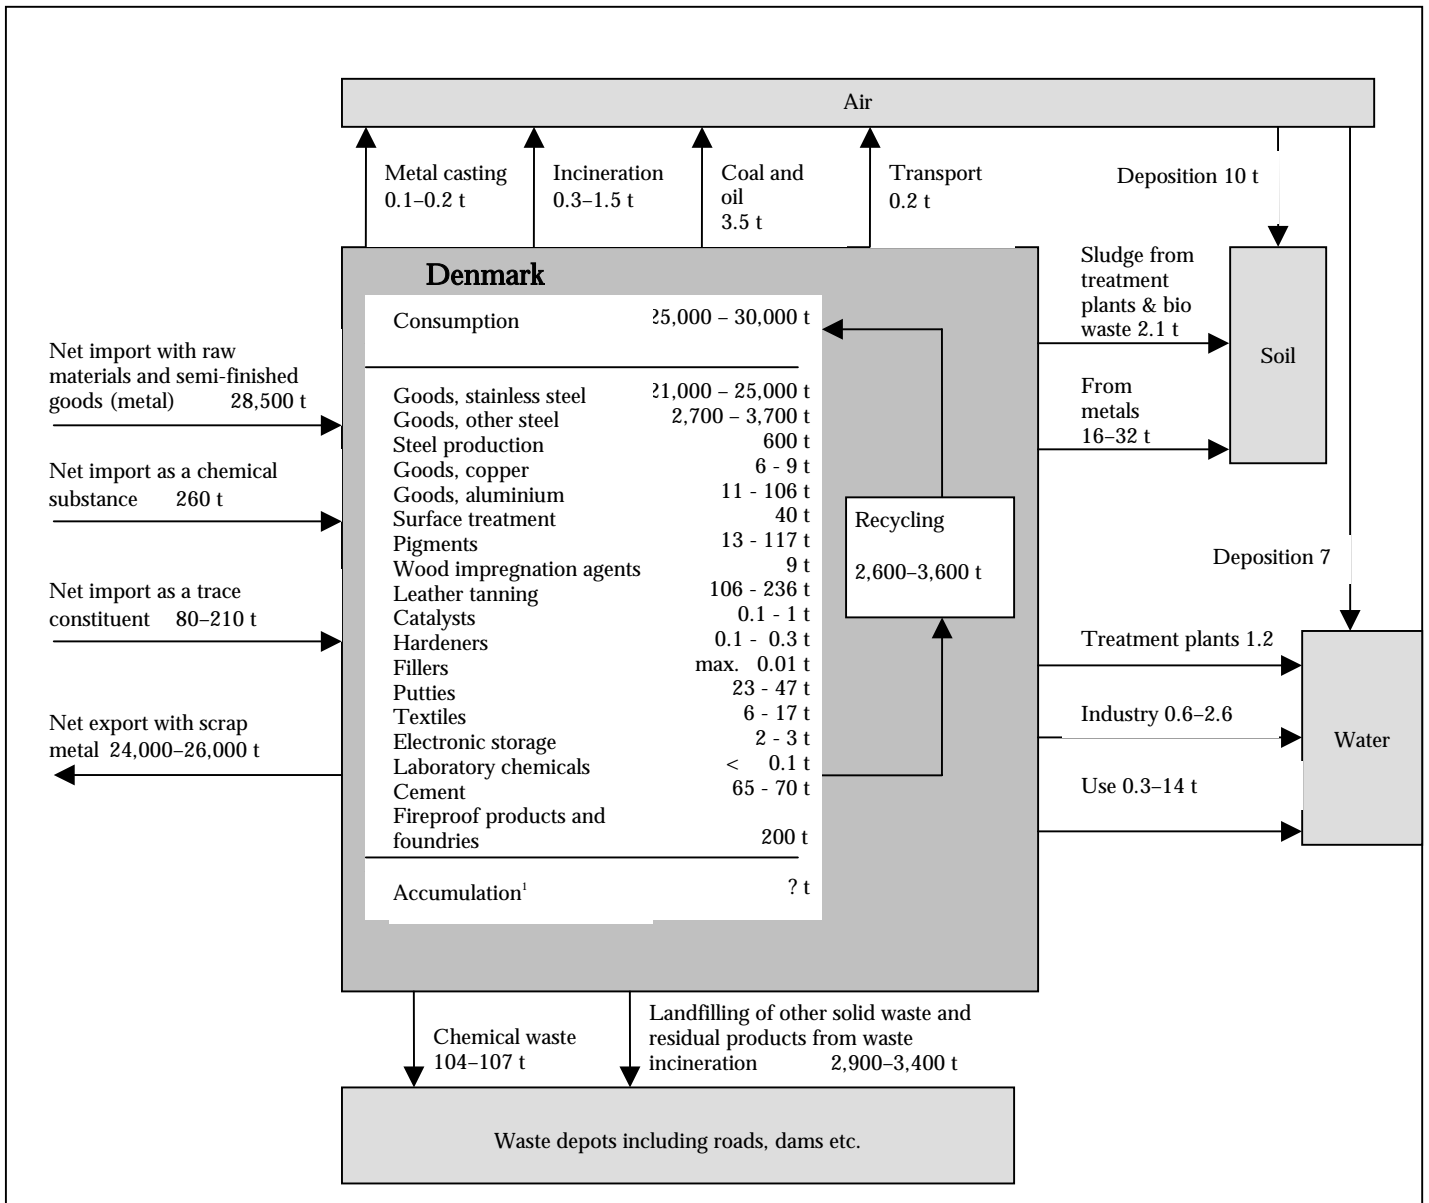 Air
Metal casting
0.1–0.2 t
Incineration
0.3–1.5 t
Coal and
oil
3.5 t
Transport
0.2 t
Deposition 10 t
Denmark
Consumption 25,000 – 30,000 t
Goods, stainless steel 21,000 – 25,000 t
Goods, other steel 2,700 – 3,700 t
Steel production 600 t
Goods, copper 6 - 9 t
Goods, aluminium 11 - 106 t
Surface treatment 40 t
Pigments 13 - 117 t
Wood impregnation agents 9 t
Leather tanning 106 - 236 t
Catalysts 0.1 - 1 t
Hardeners 0.1 - 0.3 t
Fillers max. 0.01 t
Putties 23 - 47 t
Textiles 6 - 17 t
Electronic storage 2 - 3 t
Laboratory chemicals < 0.1 t
Cement 65 - 70 t
Fireproof products and
foundries 200 t
Accumulation¹ ? t
Recycling
2,600–3,600 t
Net import with raw
materials and semi-finished
goods (metal) 28,500 t
Net import as a chemical
substance 260 t
Net import as a trace
constituent 80–210 t
Net export with scrap
metal 24,000–26,000 t
Sludge from
treatment
plants & bio
waste 2.1 t
From
metals
16–32 t
Soil
Deposition 7
Treatment plants 1.2
Industry 0.6–2.6
Use 0.3–14 t
Water
Chemical waste
104–107 t
Landfilling of other solid waste and
residual products from waste
incineration 2,900–3,400 t
Waste depots including roads, dams etc.